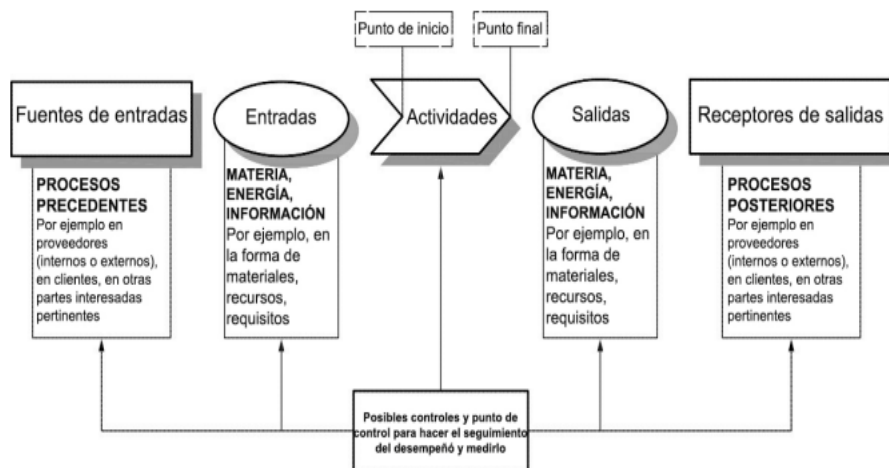 Punto de inicio
Punto final
Fuentes de entradas
Entradas
Actividades
Salidas
Receptores de salidas
PROCESOS
PRECEDENTES
Por ejemplo en
proveedores
(internos o externos),
en clientes, en otras
partes interesadas
pertinentes
MATERIA,
ENERGÍA,
INFORMACIÓN
Por ejemplo, en
la forma de
materiales,
recursos,
requisitos
MATERIA,
ENERGÍA,
INFORMACIÓN
Por ejemplo, en
la forma de
materiales,
recursos,
requisitos
PROCESOS
POSTERIORES
Por ejemplo en
proveedores
(internos o externos),
en clientes, en otras
partes interesadas
pertinentes
Posibles controles y punto de
control para hacer el seguimiento
del desempeñó y medirlo